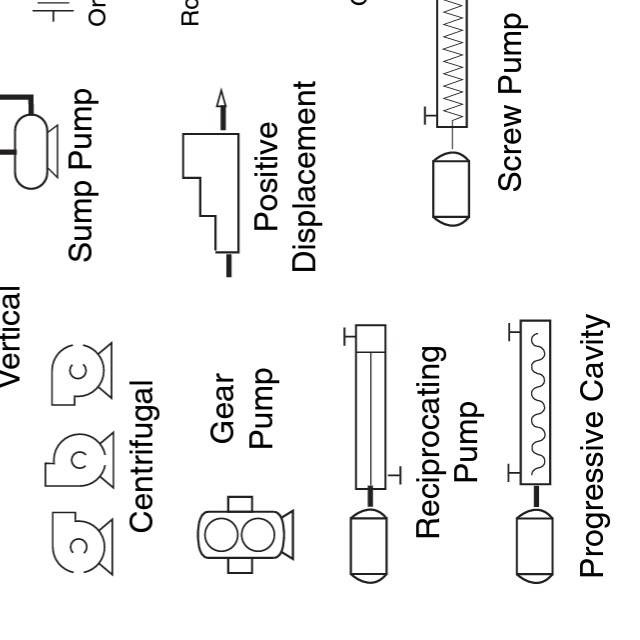 Vertical
Sump Pump
Centrifugal
Gear
Pump
Positive
Displacement
Reciprocating
Pump
Screw Pump
Progressive Cavity